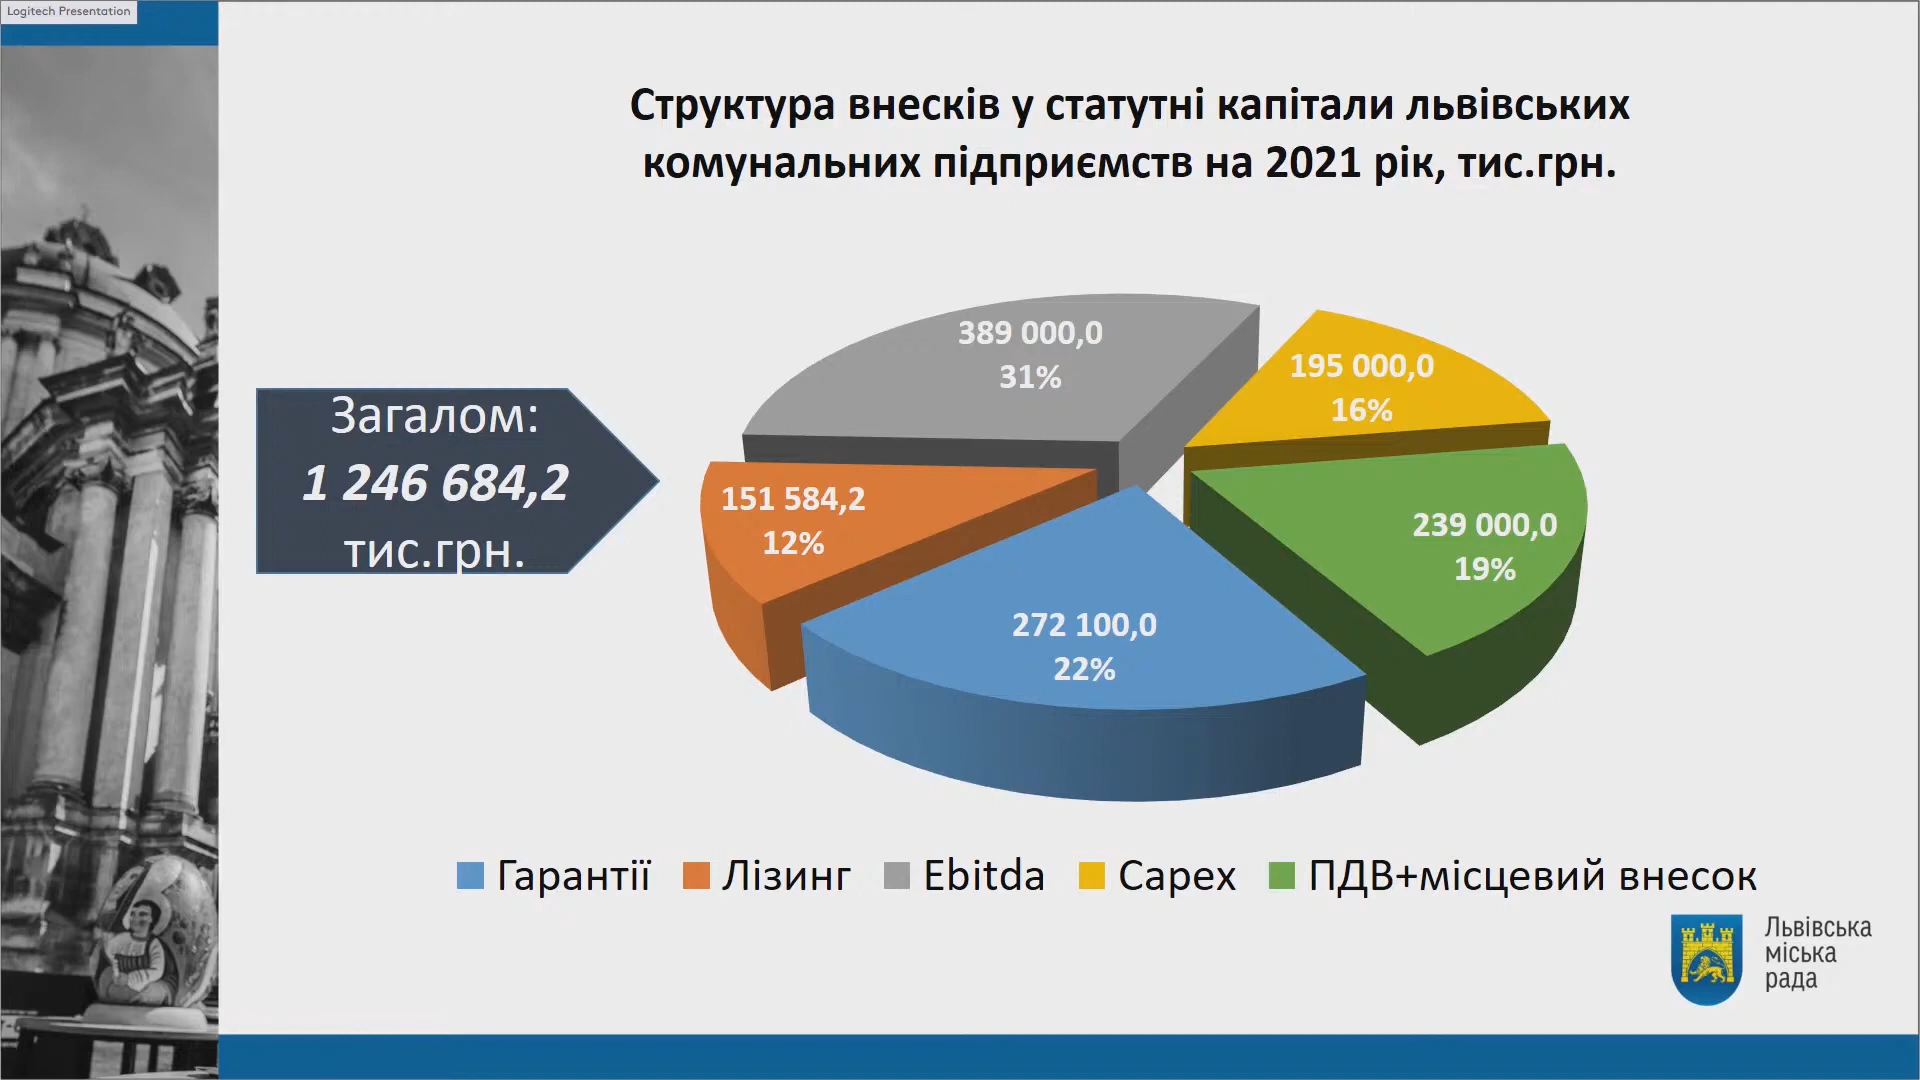 Logitech Presentation
Структура внесків у статутні капітали львівських
комунальних підприємств на 2021 рік, тис.грн.
Загалом:
1 246 684,2
тис.грн.
389 000,0
31%
195 000,0
16%
151 584,2
12%
239 000,0
19%
272 100,0
22%
Гарантії
Лізинг
Ebitda
Capex
ПДВ+місцевий внесок
Львівська
міська
рада